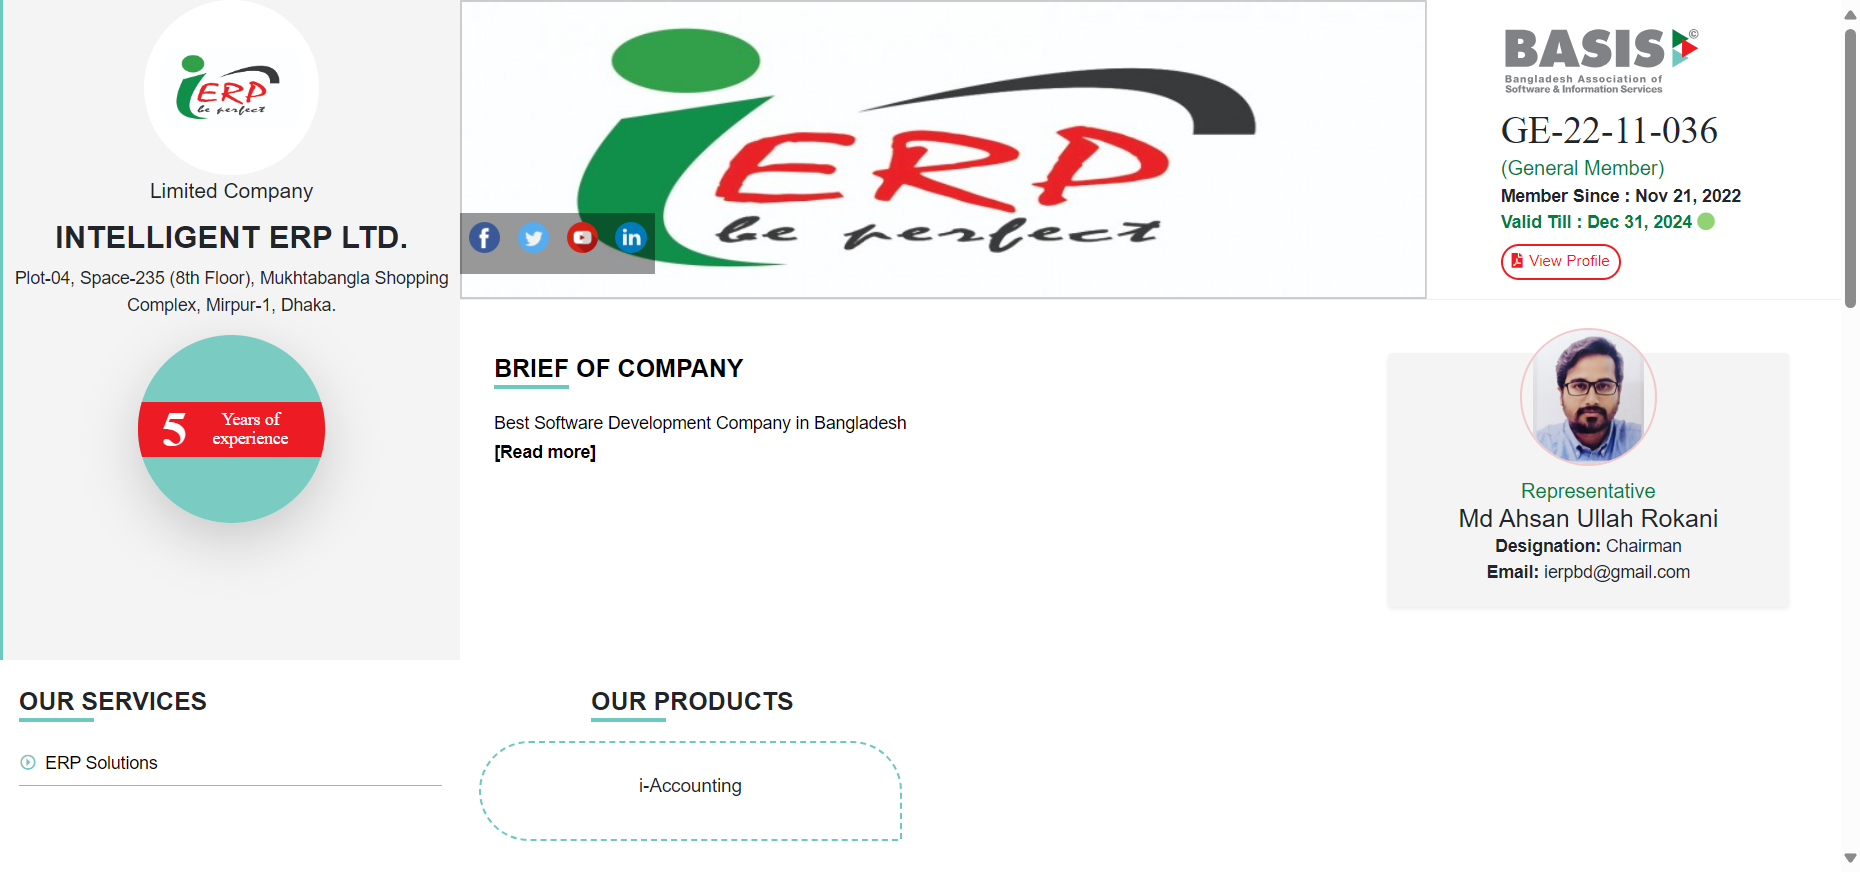 iERP
be perfect
Limited Company
INTELLIGENT ERP LTD.
Plot-04, Space-235 (8th Floor), Mukhtabangla Shopping
Complex, Mirpur-1, Dhaka.
5
Years of
experience
iERP
be perfect
f
in
BASIS©
Bangladesh Association of
Software & Information Services
GE-22-11-036
(General Member)
Member Since : Nov 21, 2022
Valid Till : Dec 31, 2024
View Profile
BRIEF OF COMPANY
Best Software Development Company in Bangladesh
[Read more]
Representative
Md Ahsan Ullah Rokani
Designation: Chairman
Email: ierpbd@gmail.com
OUR SERVICES
ERP Solutions
OUR PRODUCTS
i-Accounting